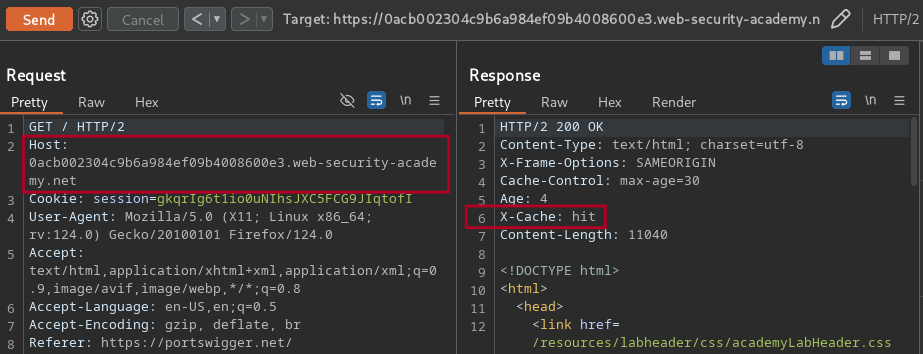 Send Cancel < > Target: https://0acb002304c9b6a984ef09b4008600e3.web-security-academy.n HTTP/2
Request
Pretty Raw Hex \n
1 GET / HTTP/2
2 Host:
0acb002304c9b6a984ef09b4008600e3.web-security-acade
my.net
3 Cookie: session=gkqrIg6t1io0uNIhsJXC5FCG9JIqtofI
4 User-Agent: Mozilla/5.0 (X11; Linux x86_64;
rv:124.0) Gecko/20100101 Firefox/124.0
5 Accept:
text/html,application/xhtml+xml,application/xml;q=0
.9,image/avif,image/webp,*/*;q=0.8
6 Accept-Language: en-US,en;q=0.5
7 Accept-Encoding: gzip, deflate, br
8 Referer: https://portswigger.net/
Response
Pretty Raw Hex Render \n
1 HTTP/2 200 OK
2 Content-Type: text/html; charset=utf-8
3 X-Frame-Options: SAMEORIGIN
4 Cache-Control: max-age=30
5 Age: 4
6 X-Cache: hit
7 Content-Length: 11040
8
9 <!DOCTYPE html>
10 <html>
11 <head>
12 <link href=
/resources/labheader/css/academyLabHeader.css